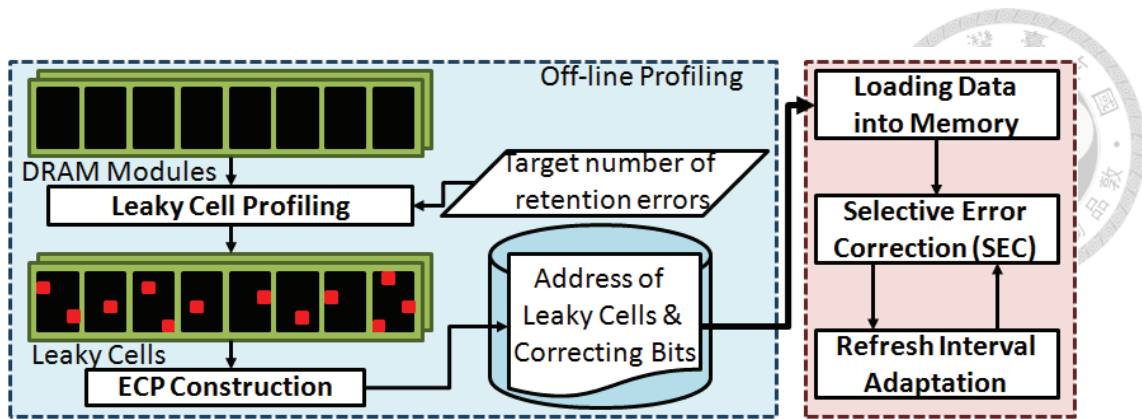 Off-line Profiling
DRAM Modules
Target number of
retention errors
Leaky Cell Profiling
Leaky Cells
ECP Construction
Address of
Leaky Cells &
Correcting Bits
Loading Data
into Memory
Selective Error
Correction (SEC)
Refresh Interval
Adaptation